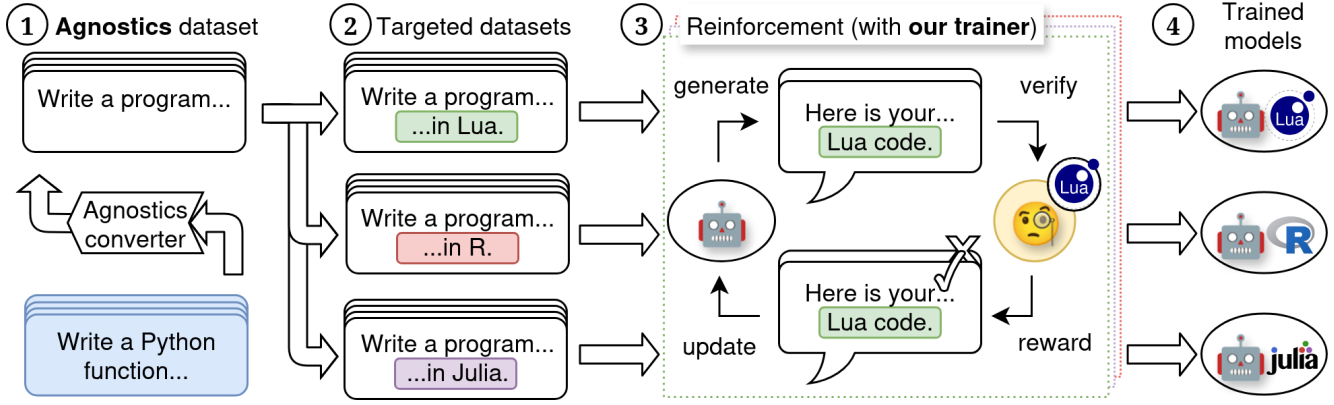 1 Agnostics dataset
Write a program...
Agnostics
converter
Write a Python
function...
2 Targeted datasets
Write a program...
...in Lua.
Write a program...
...in R.
Write a program...
...in Julia.
3 Reinforcement (with our trainer)
generate
Here is your...
Lua code.
verify
Lua
Here is your...
Lua code.
update
reward
4 Trained
models
Lua
R
julia